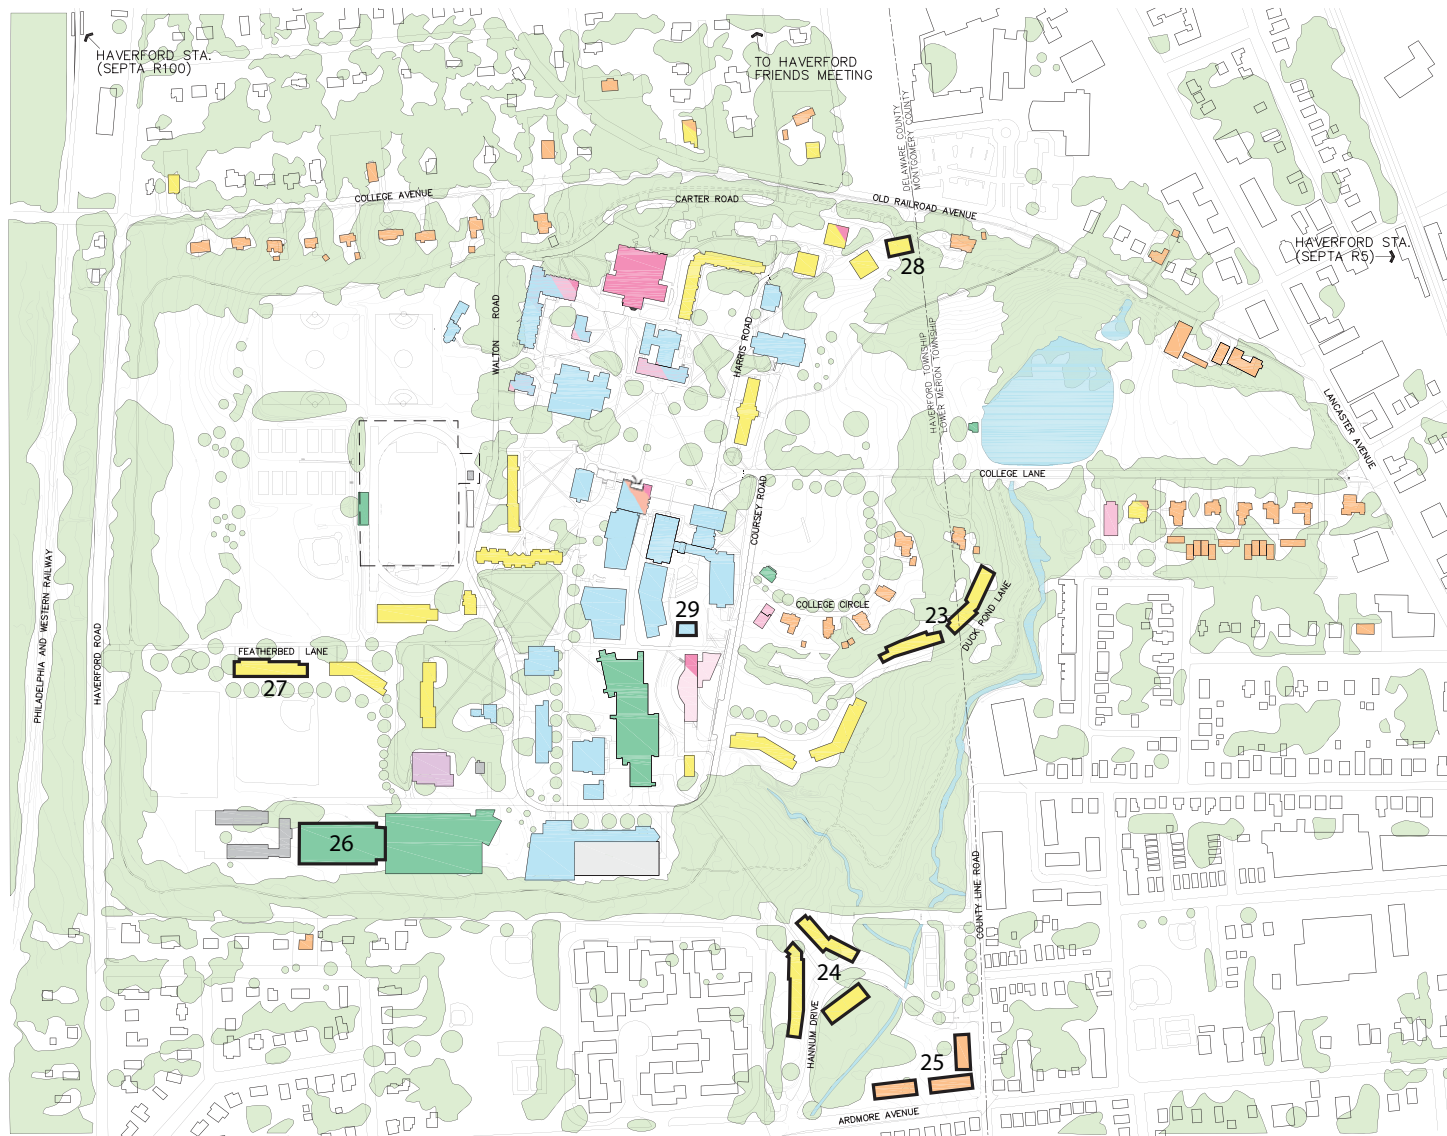 HAVERFORD STA.
(SEPTA R100)
TO HAVERFORD
FRIENDS MEETING
DELAWARE COUNTY
MONTGOMERY COUNTY
COLLEGE AVENUE
CARTER ROAD
OLD RAILROAD AVENUE
HAVERFORD STA.
(SEPTA R5)
28
WALTON ROAD
HARRIS ROAD
HAVERFORD TOWNSHIP
LOWER MERION TOWNSHIP
LANCASTER AVENUE
COLLEGE LANE
COURSEY ROAD
PHILADELPHIA AND WESTERN RAILWAY
HAVERFORD ROAD
COLLEGE CIRCLE
29
23
DUCK POND LANE
FEATHERBED LANE
27
26
COUNTY LINE ROAD
24
HANNUM DRIVE
25
ARDMORE AVENUE